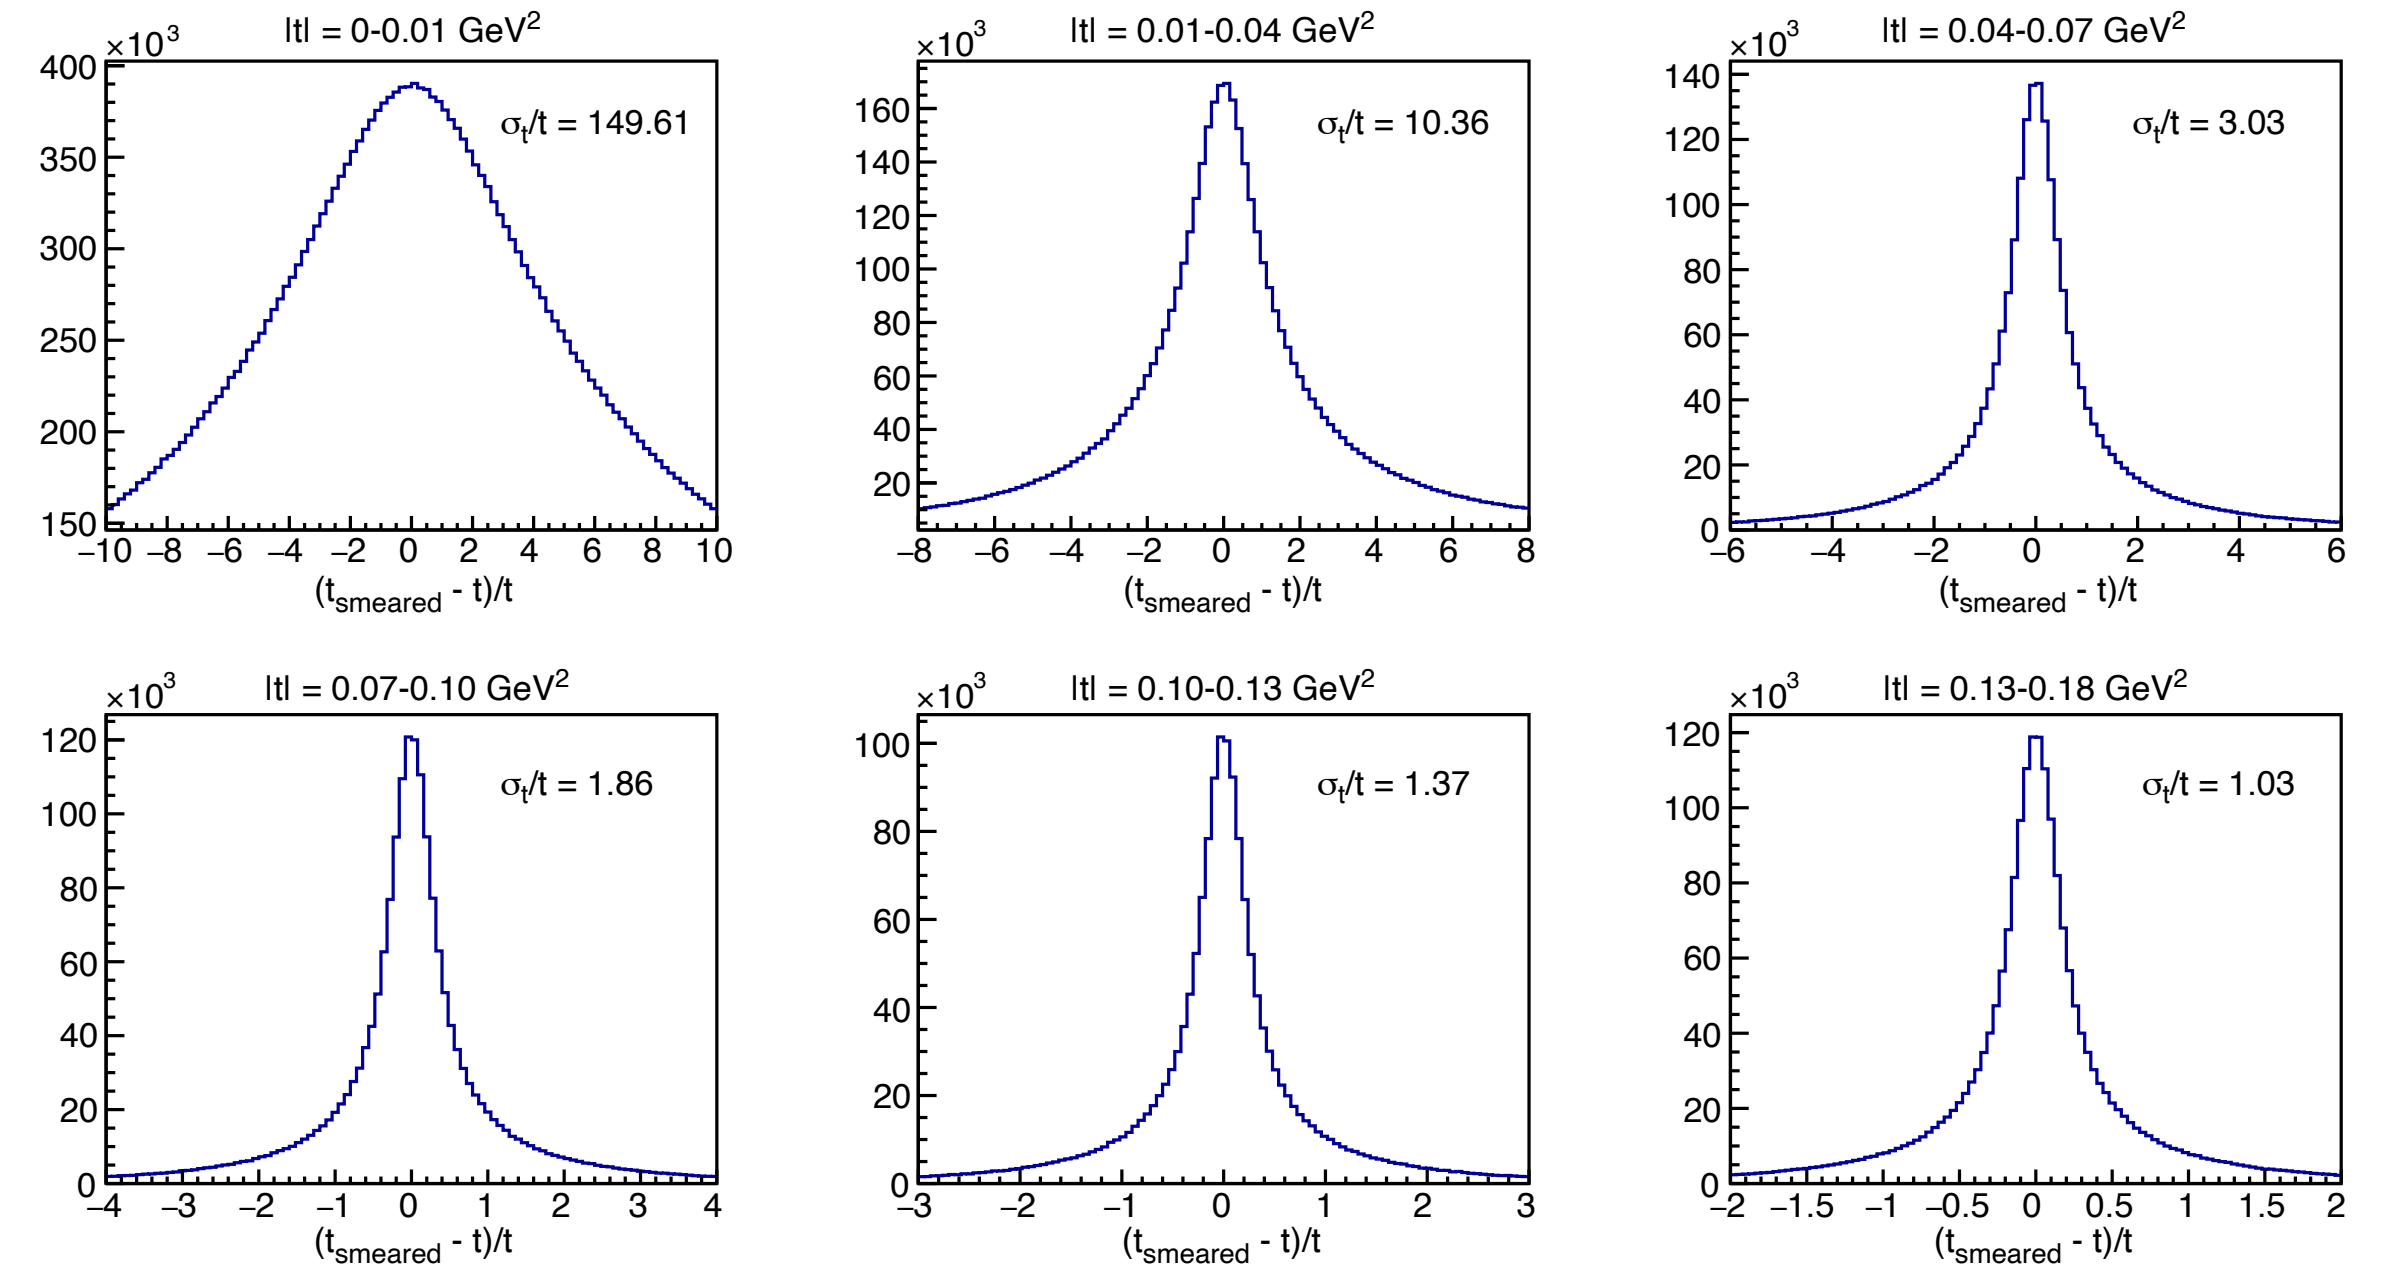 ×10³ |t| = 0-0.01 GeV²
σt/t = 149.61
400
350
300
250
200
150
−10 −8 −6 −4 −2 0 2 4 6 8 10
(tsmeared - t)/t
×10³ |t| = 0.01-0.04 GeV²
σt/t = 10.36
160
140
120
100
80
60
40
20
−8 −6 −4 −2 0 2 4 6 8
(tsmeared - t)/t
×10³ |t| = 0.04-0.07 GeV²
σt/t = 3.03
140
120
100
80
60
40
20
0
−6 −4 −2 0 2 4 6
(tsmeared - t)/t
×10³ |t| = 0.07-0.10 GeV²
σt/t = 1.86
120
100
80
60
40
20
0
−4 −3 −2 −1 0 1 2 3 4
(tsmeared - t)/t
×10³ |t| = 0.10-0.13 GeV²
σt/t = 1.37
100
80
60
40
20
0
−3 −2 −1 0 1 2 3
(tsmeared - t)/t
×10³ |t| = 0.13-0.18 GeV²
σt/t = 1.03
120
100
80
60
40
20
0
−2 −1.5 −1 −0.5 0 0.5 1 1.5 2
(tsmeared - t)/t